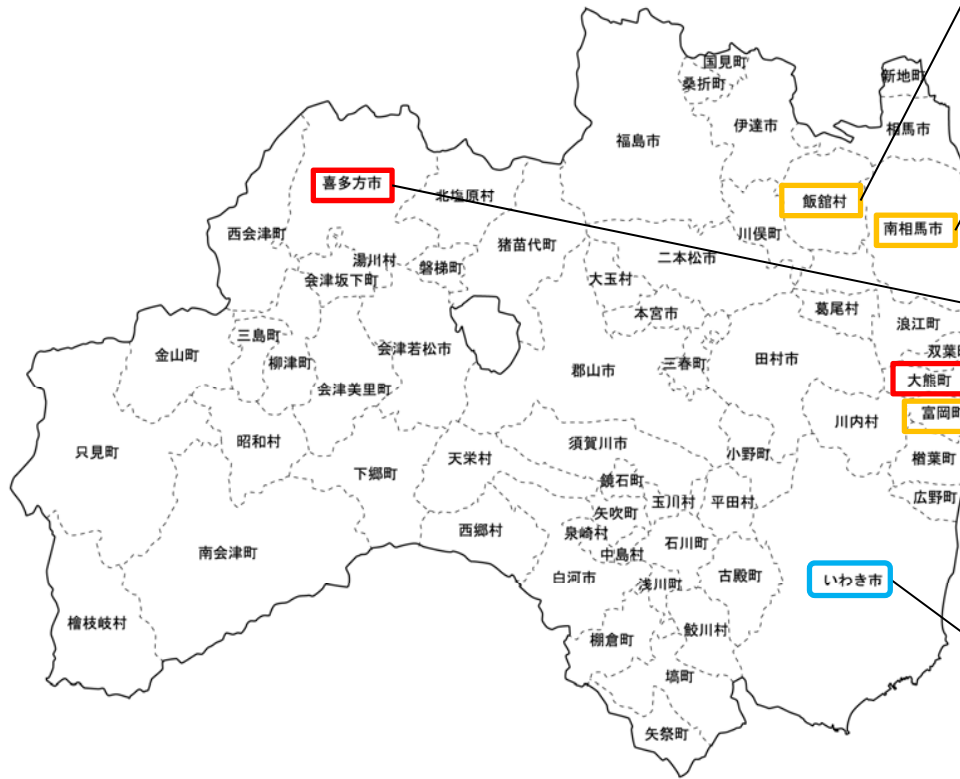 国見町
桑折町
新地町
福島市
伊達市
相馬市
喜多方市
北塩原村
飯舘村
南相馬市
西会津町
猪苗代町
川俣町
湯川村
磐梯町
二本松市
会津坂下町
大玉村
葛尾村
本宮市
浪江町
三島町
会津若松市
双葉町
金山町
柳津町
三春町
田村市
郡山市
大熊町
会津美里町
富岡町
川内村
只見町
昭和村
須賀川市
小野町
楢葉町
下郷町
天栄村
鏡石町
玉川村
平田村
広野町
矢吹町
西郷村
泉崎村
石川町
南会津町
中島村
白河市
浅川町
古殿町
いわき市
檜枝岐村
棚倉町
鮫川村
塙町
矢祭町